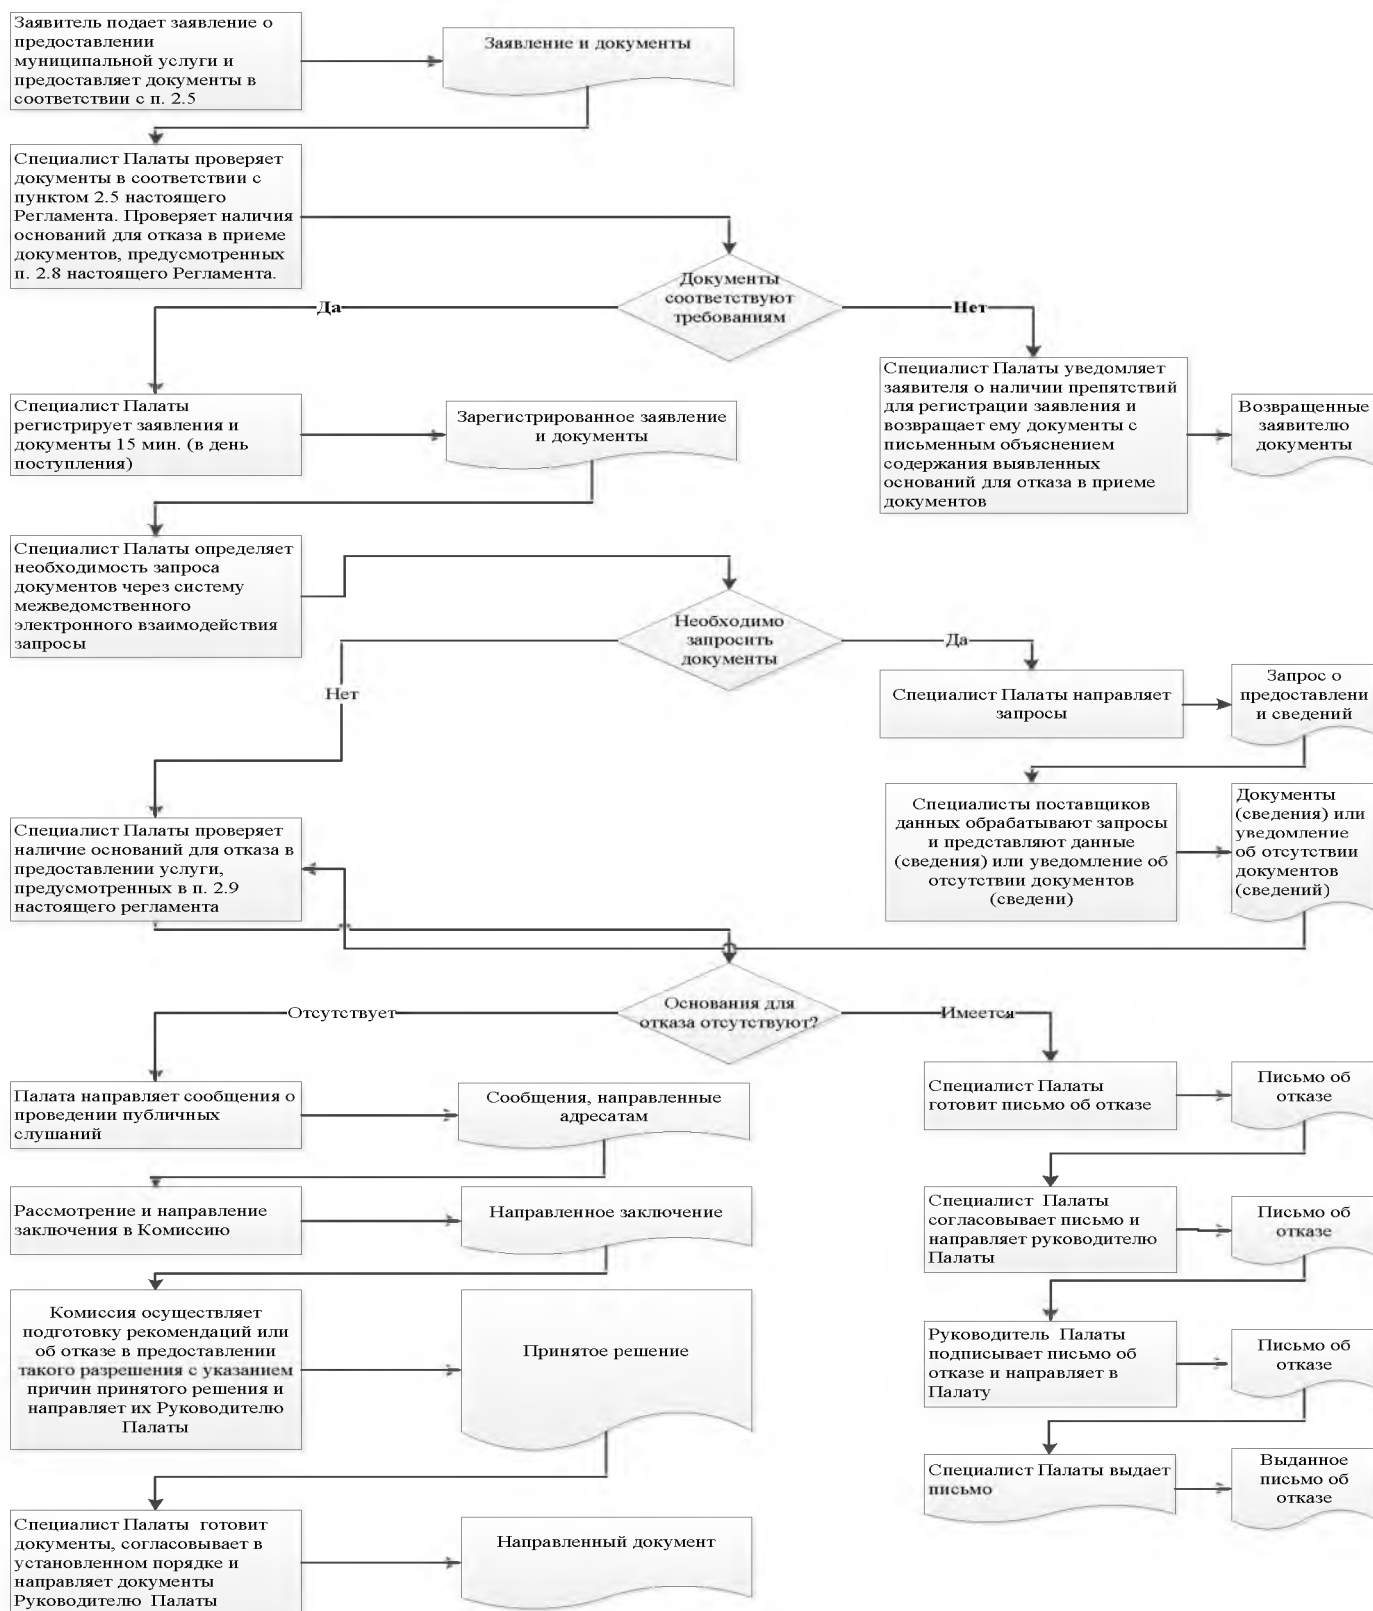 Заявитель подает заявление о
предоставлении
муниципальной услуги и
предоставляет документы в
соответствии с п. 2.5
Заявление и документы
Специалист Палаты проверяет
документы в соответствии с
пунктом 2.5 настоящего
Регламента. Проверяет наличия
оснований для отказа в приеме
документов, предусмотренных
п. 2.8 настоящего Регламента.
Документы
соответствуют
требованиям
Да
Нет
Специалист Палаты
регистрирует заявления и
документы 15 мин. (в день
поступления)
Зарегистрированное заявление
и документы
Специалист Палаты уведомляет
заявителя о наличии препятствий
для регистрации заявления и
возвращает ему документы с
письменным объяснением
содержания выявленных
оснований для отказа в приеме
документов
Возвращенные
заявителю
документы
Специалист Палаты определяет
необходимость запроса
документов через систему
межведомственного
электронного взаимодействия
запросы
Необходимо
запросить
документы
Да
Нет
Специалист Палаты направляет
запросы
Запрос о
предоставлени
и сведений
Специалисты поставщиков
данных обрабатывают запросы
и представляют данные
(сведения) или уведомление об
отсутствии документов
(сведени)
Документы
(сведения) или
уведомление
об отсутствии
документов
(сведений)
Специалист Палаты проверяет
наличие оснований для отказа в
предоставлении услуги,
предусмотренных в п. 2.9
настоящего регламента
Основания для
отказа отсутствуют?
Отсутствует
Имеется
Палата направляет сообщения о
проведении публичных
слушаний
Сообщения, направленные
адресатам
Специалист Палаты
готовит письмо об отказе
Письмо об
отказе
Рассмотрение и направление
заключения в Комиссию
Направленное заключение
Специалист Палаты
согласовывает письмо и
направляет руководителю
Палаты
Письмо об
отказе
Комиссия осуществляет
подготовку рекомендаций или
об отказе в предоставлении
такого разрешения с указанием
причин принятого решения и
направляет их Руководителю
Палаты
Принятое решение
Руководитель Палаты
подписывает письмо об
отказе и направляет в
Палату
Письмо об
отказе
Специалист Палаты выдает
письмо
Выданное
письмо об
отказе
Специалист Палаты готовит
документы, согласовывает в
установленном порядке и
направляет документы
Руководителю Палаты
Направленный документ